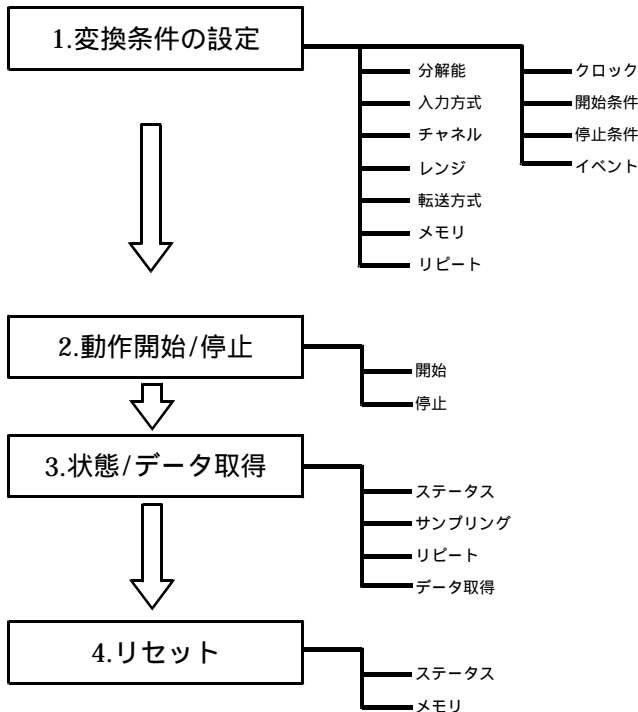 1.変換条件の設定
分解能
入力方式
チャネル
レンジ
転送方式
メモリ
リピート
クロック
開始条件
停止条件
イベント
2.動作開始/停止
開始
停止
3.状態/データ取得
ステータス
サンプリング
リピート
データ取得
4.リセット
ステータス
メモリ